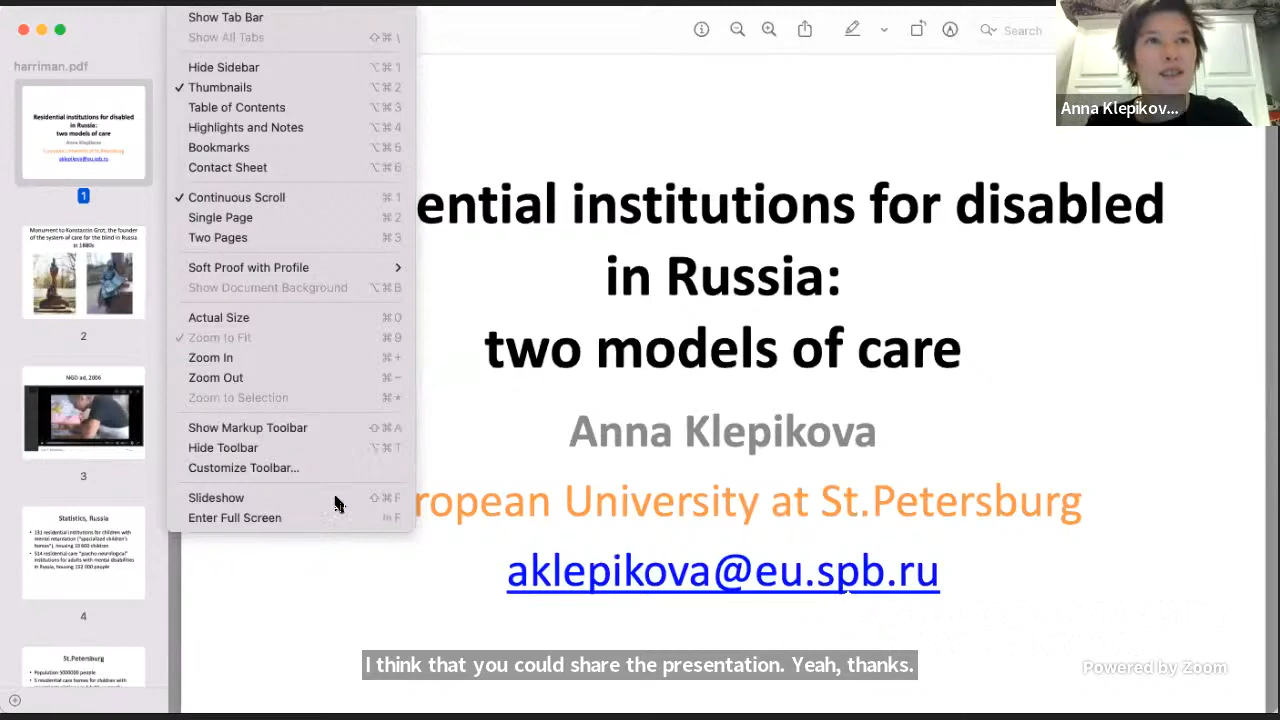 Show Tab Bar
Show All Tabs ⇧⌘\
Hide Sidebar ⌥⌘1
✓ Thumbnails ⌥⌘2
Table of Contents ⌥⌘3
Highlights and Notes ⌥⌘4
Bookmarks ⌥⌘5
Contact Sheet ⌥⌘6
✓ Continuous Scroll ⌘1
Single Page ⌘2
Two Pages ⌘3
Soft Proof with Profile
Show Document Background ⌥⌘B
Actual Size ⌘0
✓ Zoom to Fit ⌘9
Zoom In ⌘+
Zoom Out ⌘−
Zoom to Selection ⌘*
Show Markup Toolbar ⇧⌘A
Hide Toolbar ⌥⌘T
Customize Toolbar...
Slideshow ⇧⌘F
Enter Full Screen F
harriman.pdf
Residential institutions for disabled
in Russia:
two models of care
Anna Klepikova
European University at St.Petersburg
aklepikova@eu.spb.ru
1
Monument to Konstantin Grot, the founder
of the system of care for the blind in Russia
2
NGO ad, 2006
3
Statistics, Russia
4
St.Petersburg
Search
Anna Klepikov...
ential institutions for disabled
in Russia:
two models of care
Anna Klepikova
ropean University at St.Petersburg
aklepikova@eu.spb.ru
I think that you could share the presentation. Yeah, thanks.
Powered by Zoom